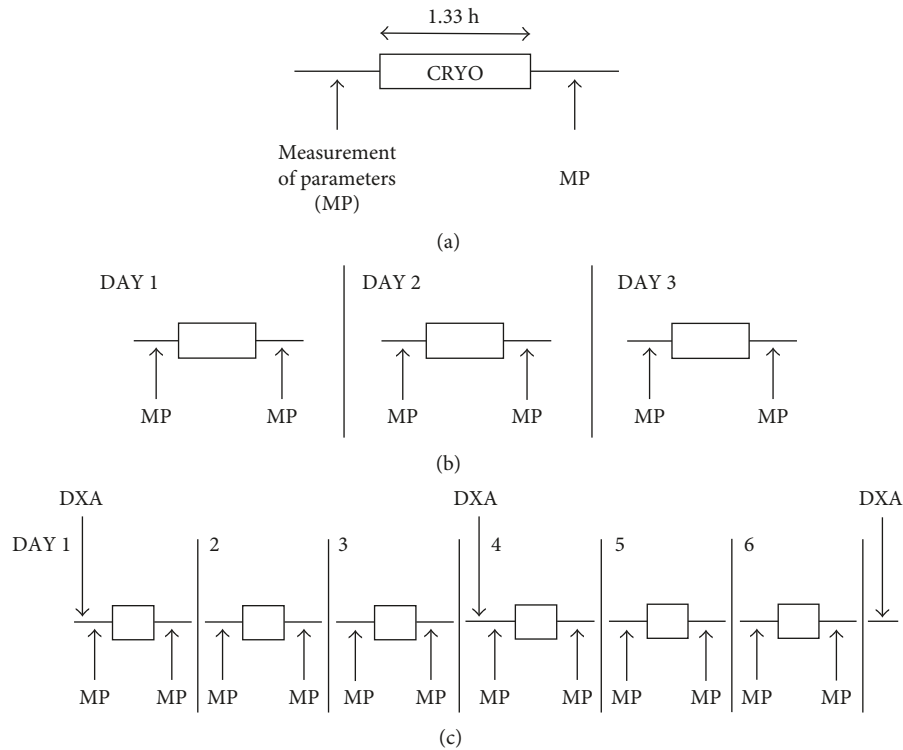 1.33 h
CRYO
Measurement
of parameters
(MP)
MP
(a)
DAY 1
DAY 2
DAY 3
MP
MP
MP
MP
MP
MP
(b)
DXA
DXA
DXA
DAY 1
2
3
4
5
6
MP
MP
MP
MP
MP
MP
MP
MP
MP
MP
MP
MP
(c)